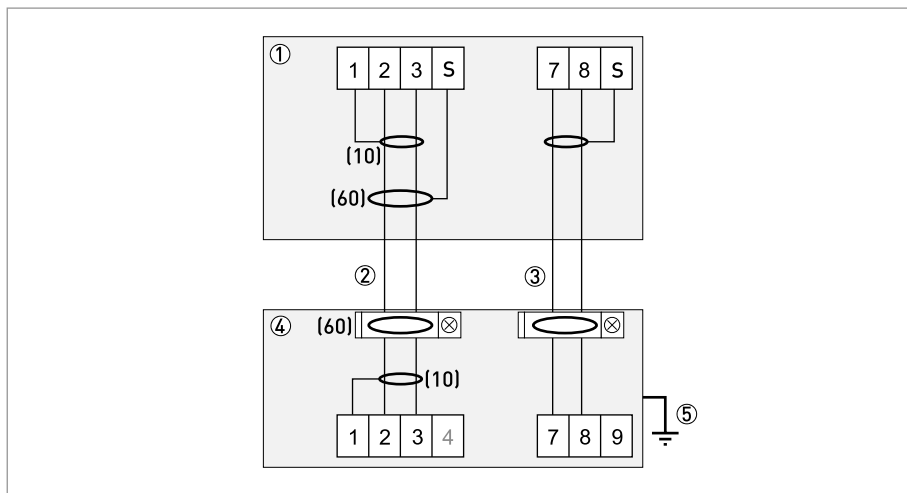 ①
1 2 3 S
7 8 S
(10)
(60)
②
③
④
(60)
(10)
⑤
1 2 3 4
7 8 9